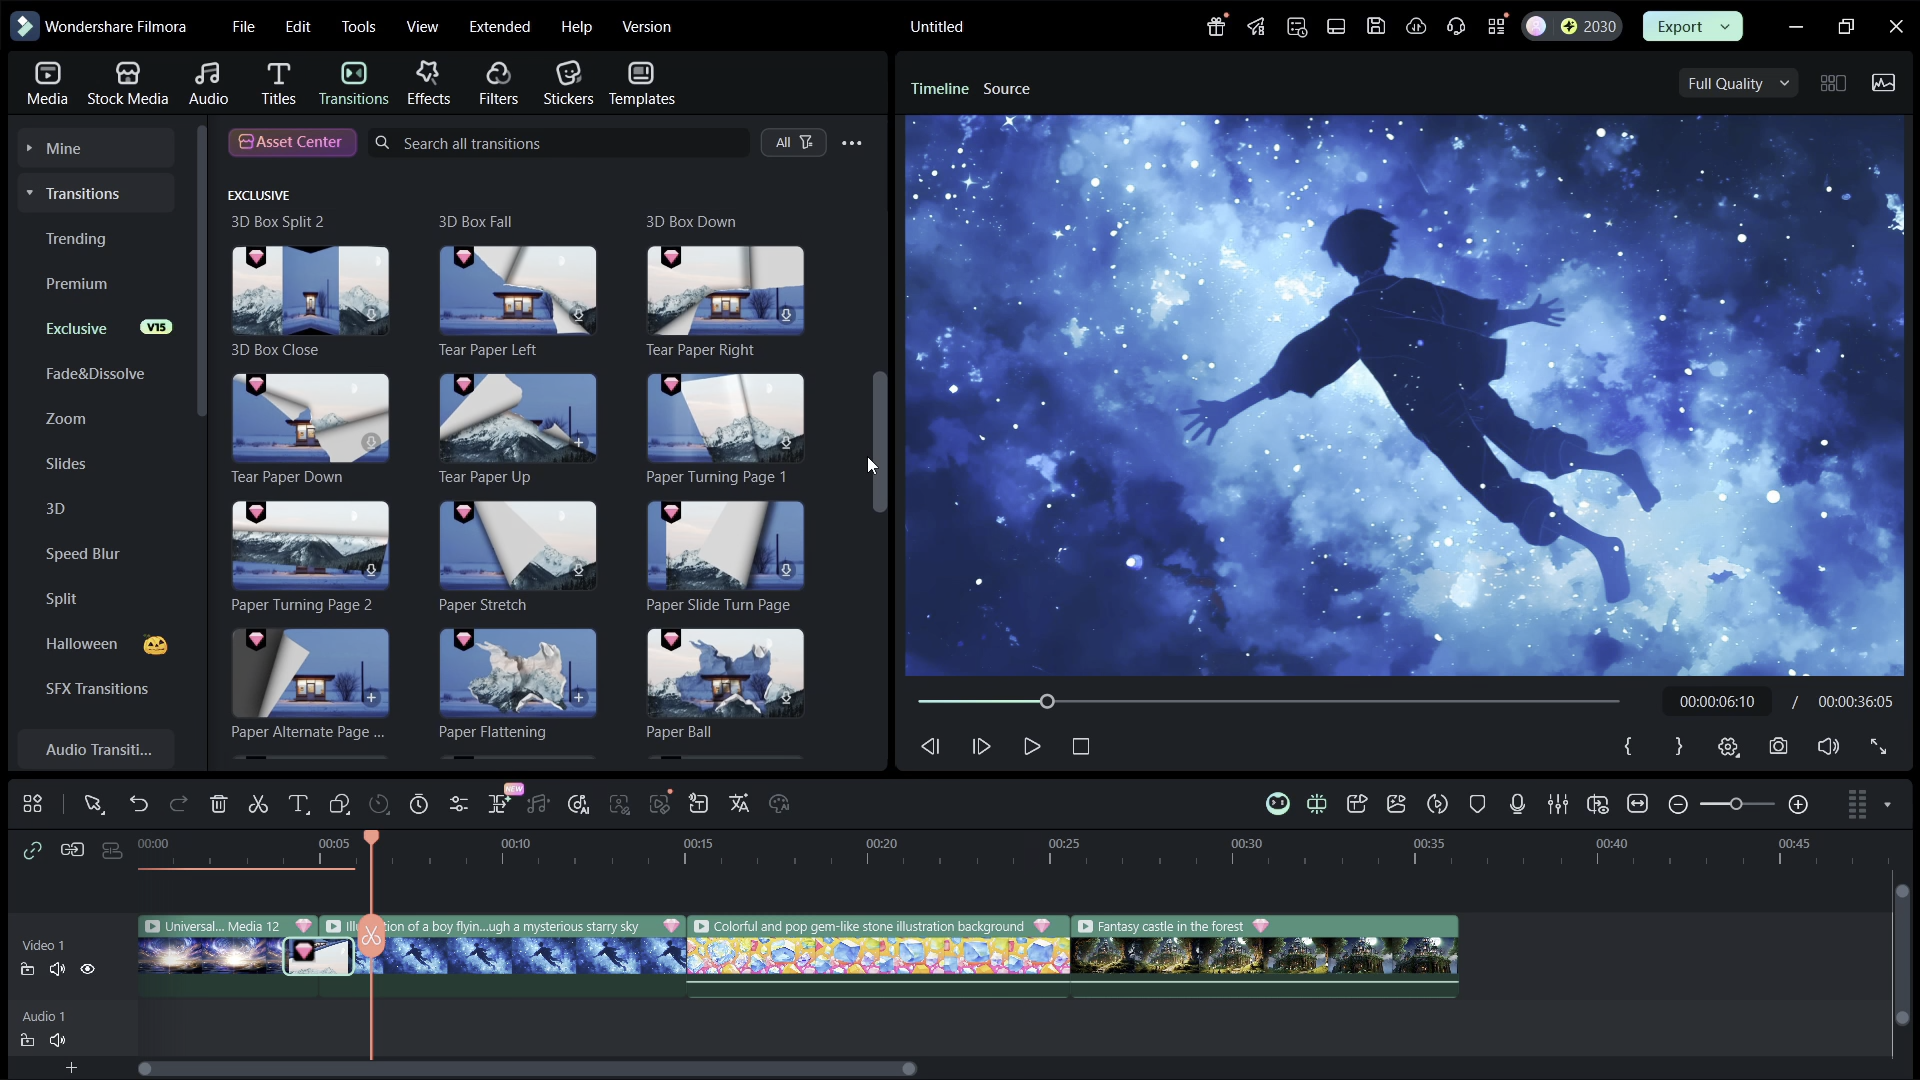 Wondershare Filmora
File
Edit
Tools
View
Extended
Help
Version
Untitled
2030
Export
Media
Stock Media
Audio
Titles
Transitions
Effects
Filters
Stickers
Templates
Timeline
Source
Full Quality
Mine
Transitions
Trending
Premium
Exclusive
V15
Fade&Dissolve
Zoom
Slides
3D
Speed Blur
Split
Halloween
SFX Transitions
Audio Transiti...
Asset Center
Search all transitions
All
EXCLUSIVE
3D Box Split 2
3D Box Fall
3D Box Down
3D Box Close
Tear Paper Left
Tear Paper Right
Tear Paper Down
Tear Paper Up
Paper Turning Page 1
Paper Turning Page 2
Paper Stretch
Paper Slide Turn Page
Paper Alternate Page ...
Paper Flattening
Paper Ball
00:00:06:10
/
00:00:36:05
NEW
00:00
00:05
00:10
00:15
00:20
00:25
00:30
00:35
00:40
00:45
Video 1
Universal... Media 12
tion of a boy flyin...ugh a mysterious starry sky
Colorful and pop gem-like stone illustration background
Fantasy castle in the forest
Audio 1